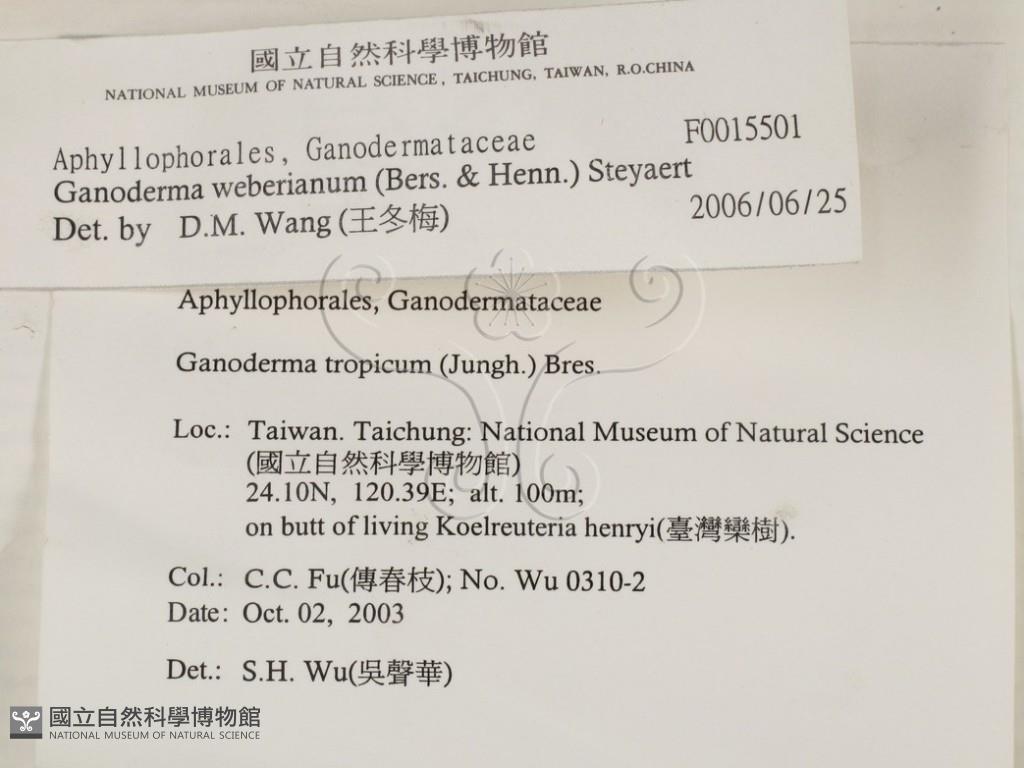 國立自然科學博物館
NATIONAL MUSEUM OF NATURAL SCIENCE, TAICHUNG, TAIWAN, R.O.CHINA
Aphyllophorales, Ganodermataceae F0015501
Ganoderma weberianum (Bers. & Henn.) Steyaert
Det. by D.M. Wang (王冬梅) 2006/06/25
Aphyllophorales, Ganodermataceae
Ganoderma tropicum (Jungh.) Bres.
Loc.: Taiwan. Taichung: National Museum of Natural Science
(國立自然科學博物館)
24.10N, 120.39E; alt. 100m;
on butt of living Koelreuteria henryi(臺灣欒樹).
Col.: C.C. Fu(傳春枝); No. Wu 0310-2
Date: Oct. 02, 2003
Det.: S.H. Wu(吳聲華)
國立自然科學博物館
NATIONAL MUSEUM OF NATURAL SCIENCE